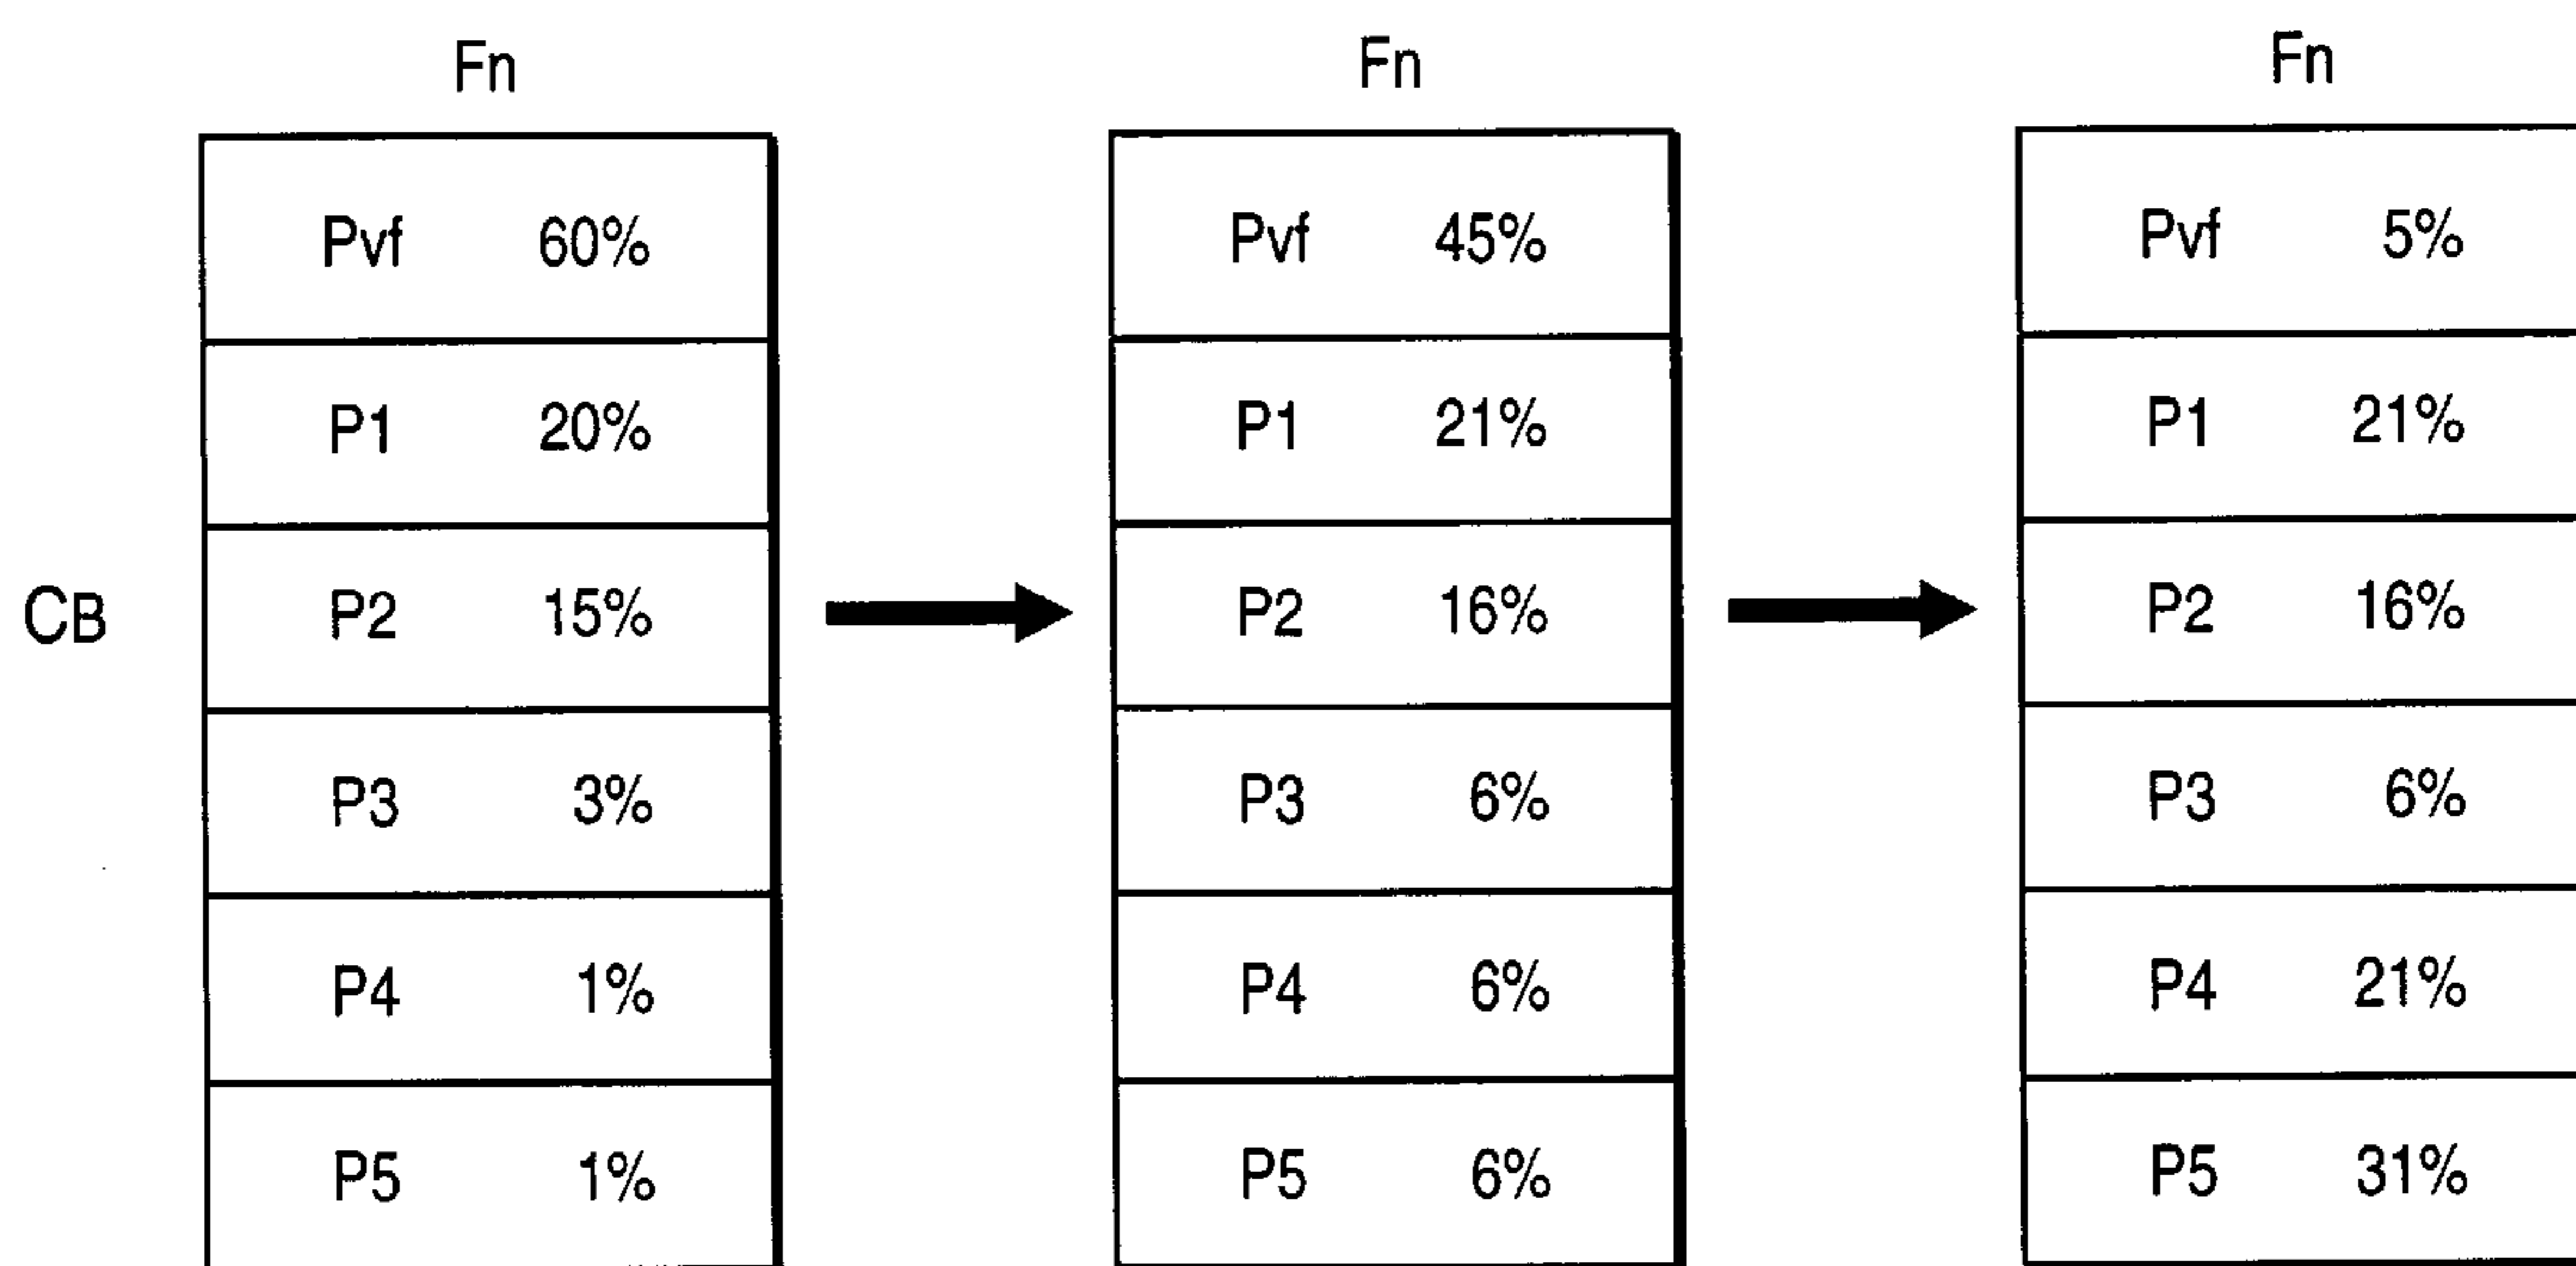 Fn Fn Fn
Pvf 60% Pvf 45% Pvf 5%
P1 20% P1 21% P1 21%
CB P2 15% P2 16% P2 16%
P3 3% P3 6% P3 6%
P4 1% P4 6% P4 21%
P5 1% P5 6% P5 31%